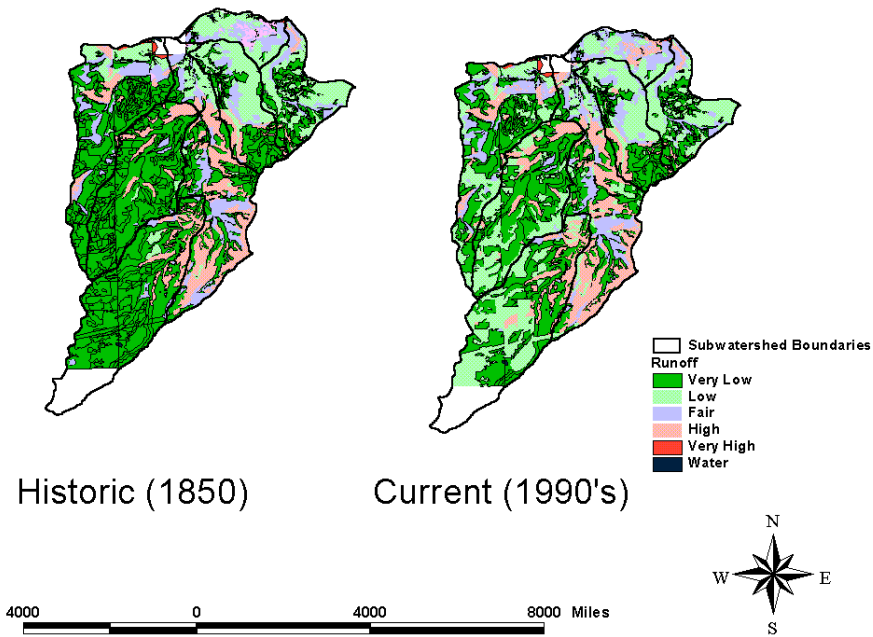 Subwatershed Boundaries
Runoff
Very Low
Low
Fair
High
Very High
Water
Historic (1850)
Current (1990's)
N
W E
S
4000 0 4000 8000 Miles